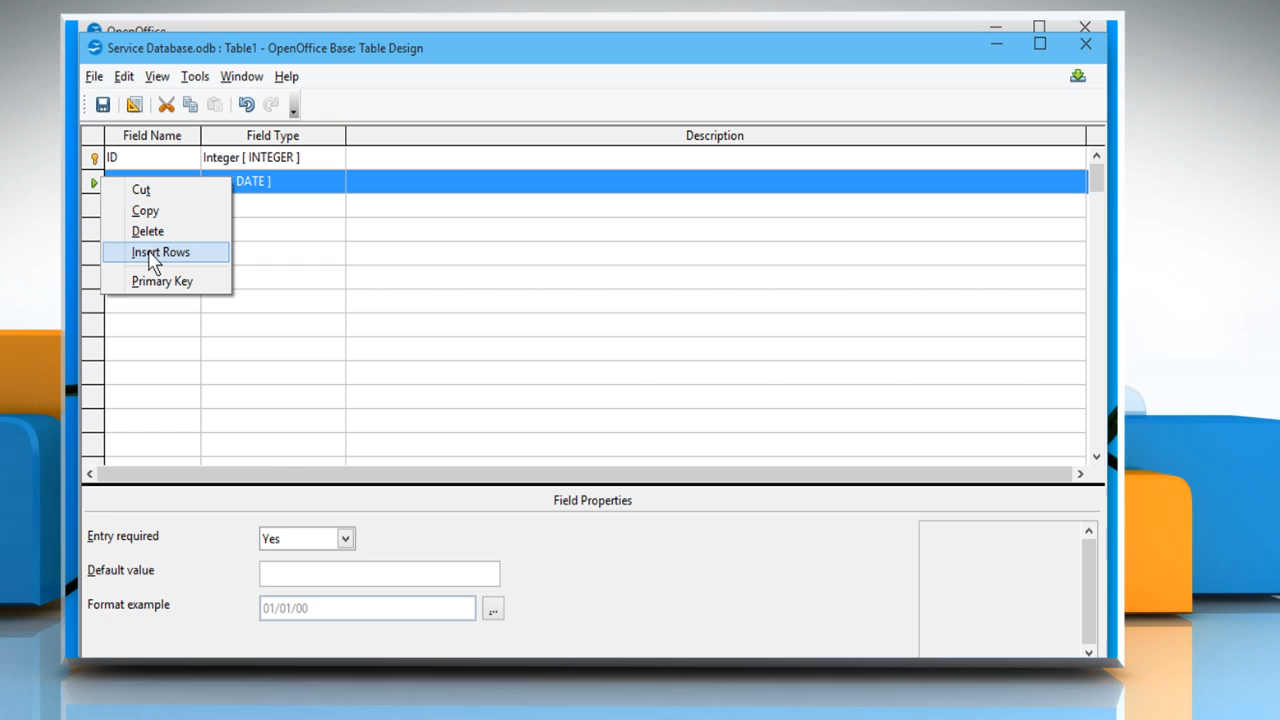 OpenOffice
Service Database.odb : Table1 - OpenOffice Base: Table Design
File Edit View Tools Window Help
Field Name Field Type Description
ID Integer [ INTEGER ]
DATE ]
Cut
Copy
Delete
Insert Rows
Primary Key
Field Properties
Entry required Yes
Default value
Format example 01/01/00 ...